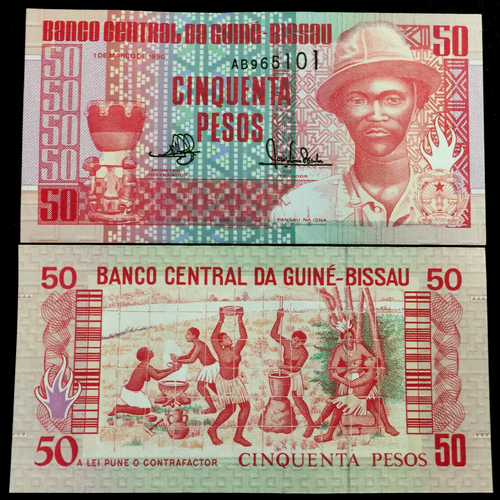 BANCO CENTRAL DA GUINÉ-BISSAU
50
1 DE MARÇO DE 1990
AB965101
50
50
50
50
CINQUENTA
PESOS
50
GOVERNADOR
PANSAU NA ISNA
50
BANCO CENTRAL DA GUINÉ-BISSAU
50
50
A LEI PUNE O CONTRAFACTOR
CINQUENTA PESOS
50